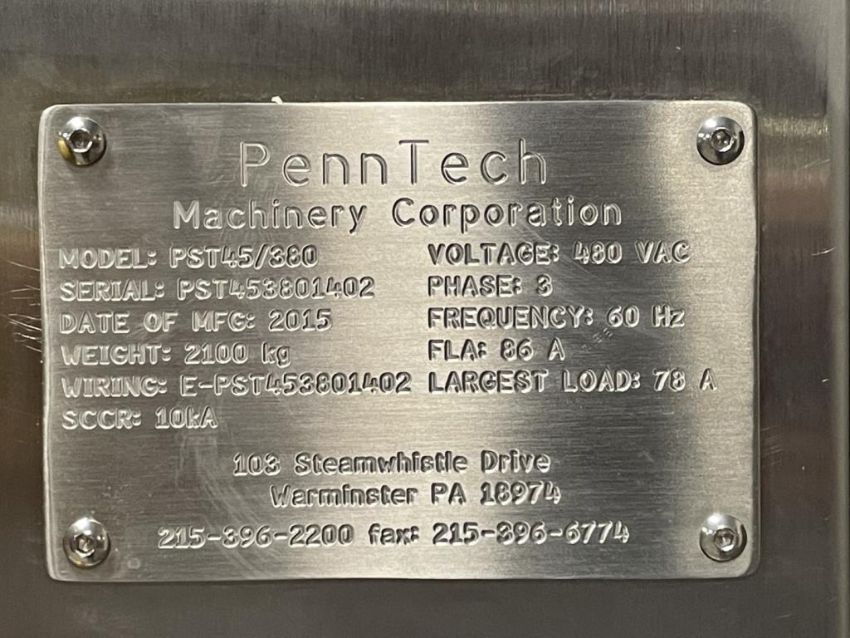 PennTech
Machinery Corporation
MODEL: PST45/380 VOLTAGE: 480 VAC
SERIAL: PST453801402 PHASE: 3
DATE OF MFG: 2015 FREQUENCY: 60 Hz
WEIGHT: 2100 kg FLA: 86 A
WIRING: E-PST453801402 LARGEST LOAD: 78 A
SCCR: 10kA
103 Steamwhistle Drive
Warminster PA 18974
215-396-2200 fax: 215-396-6774